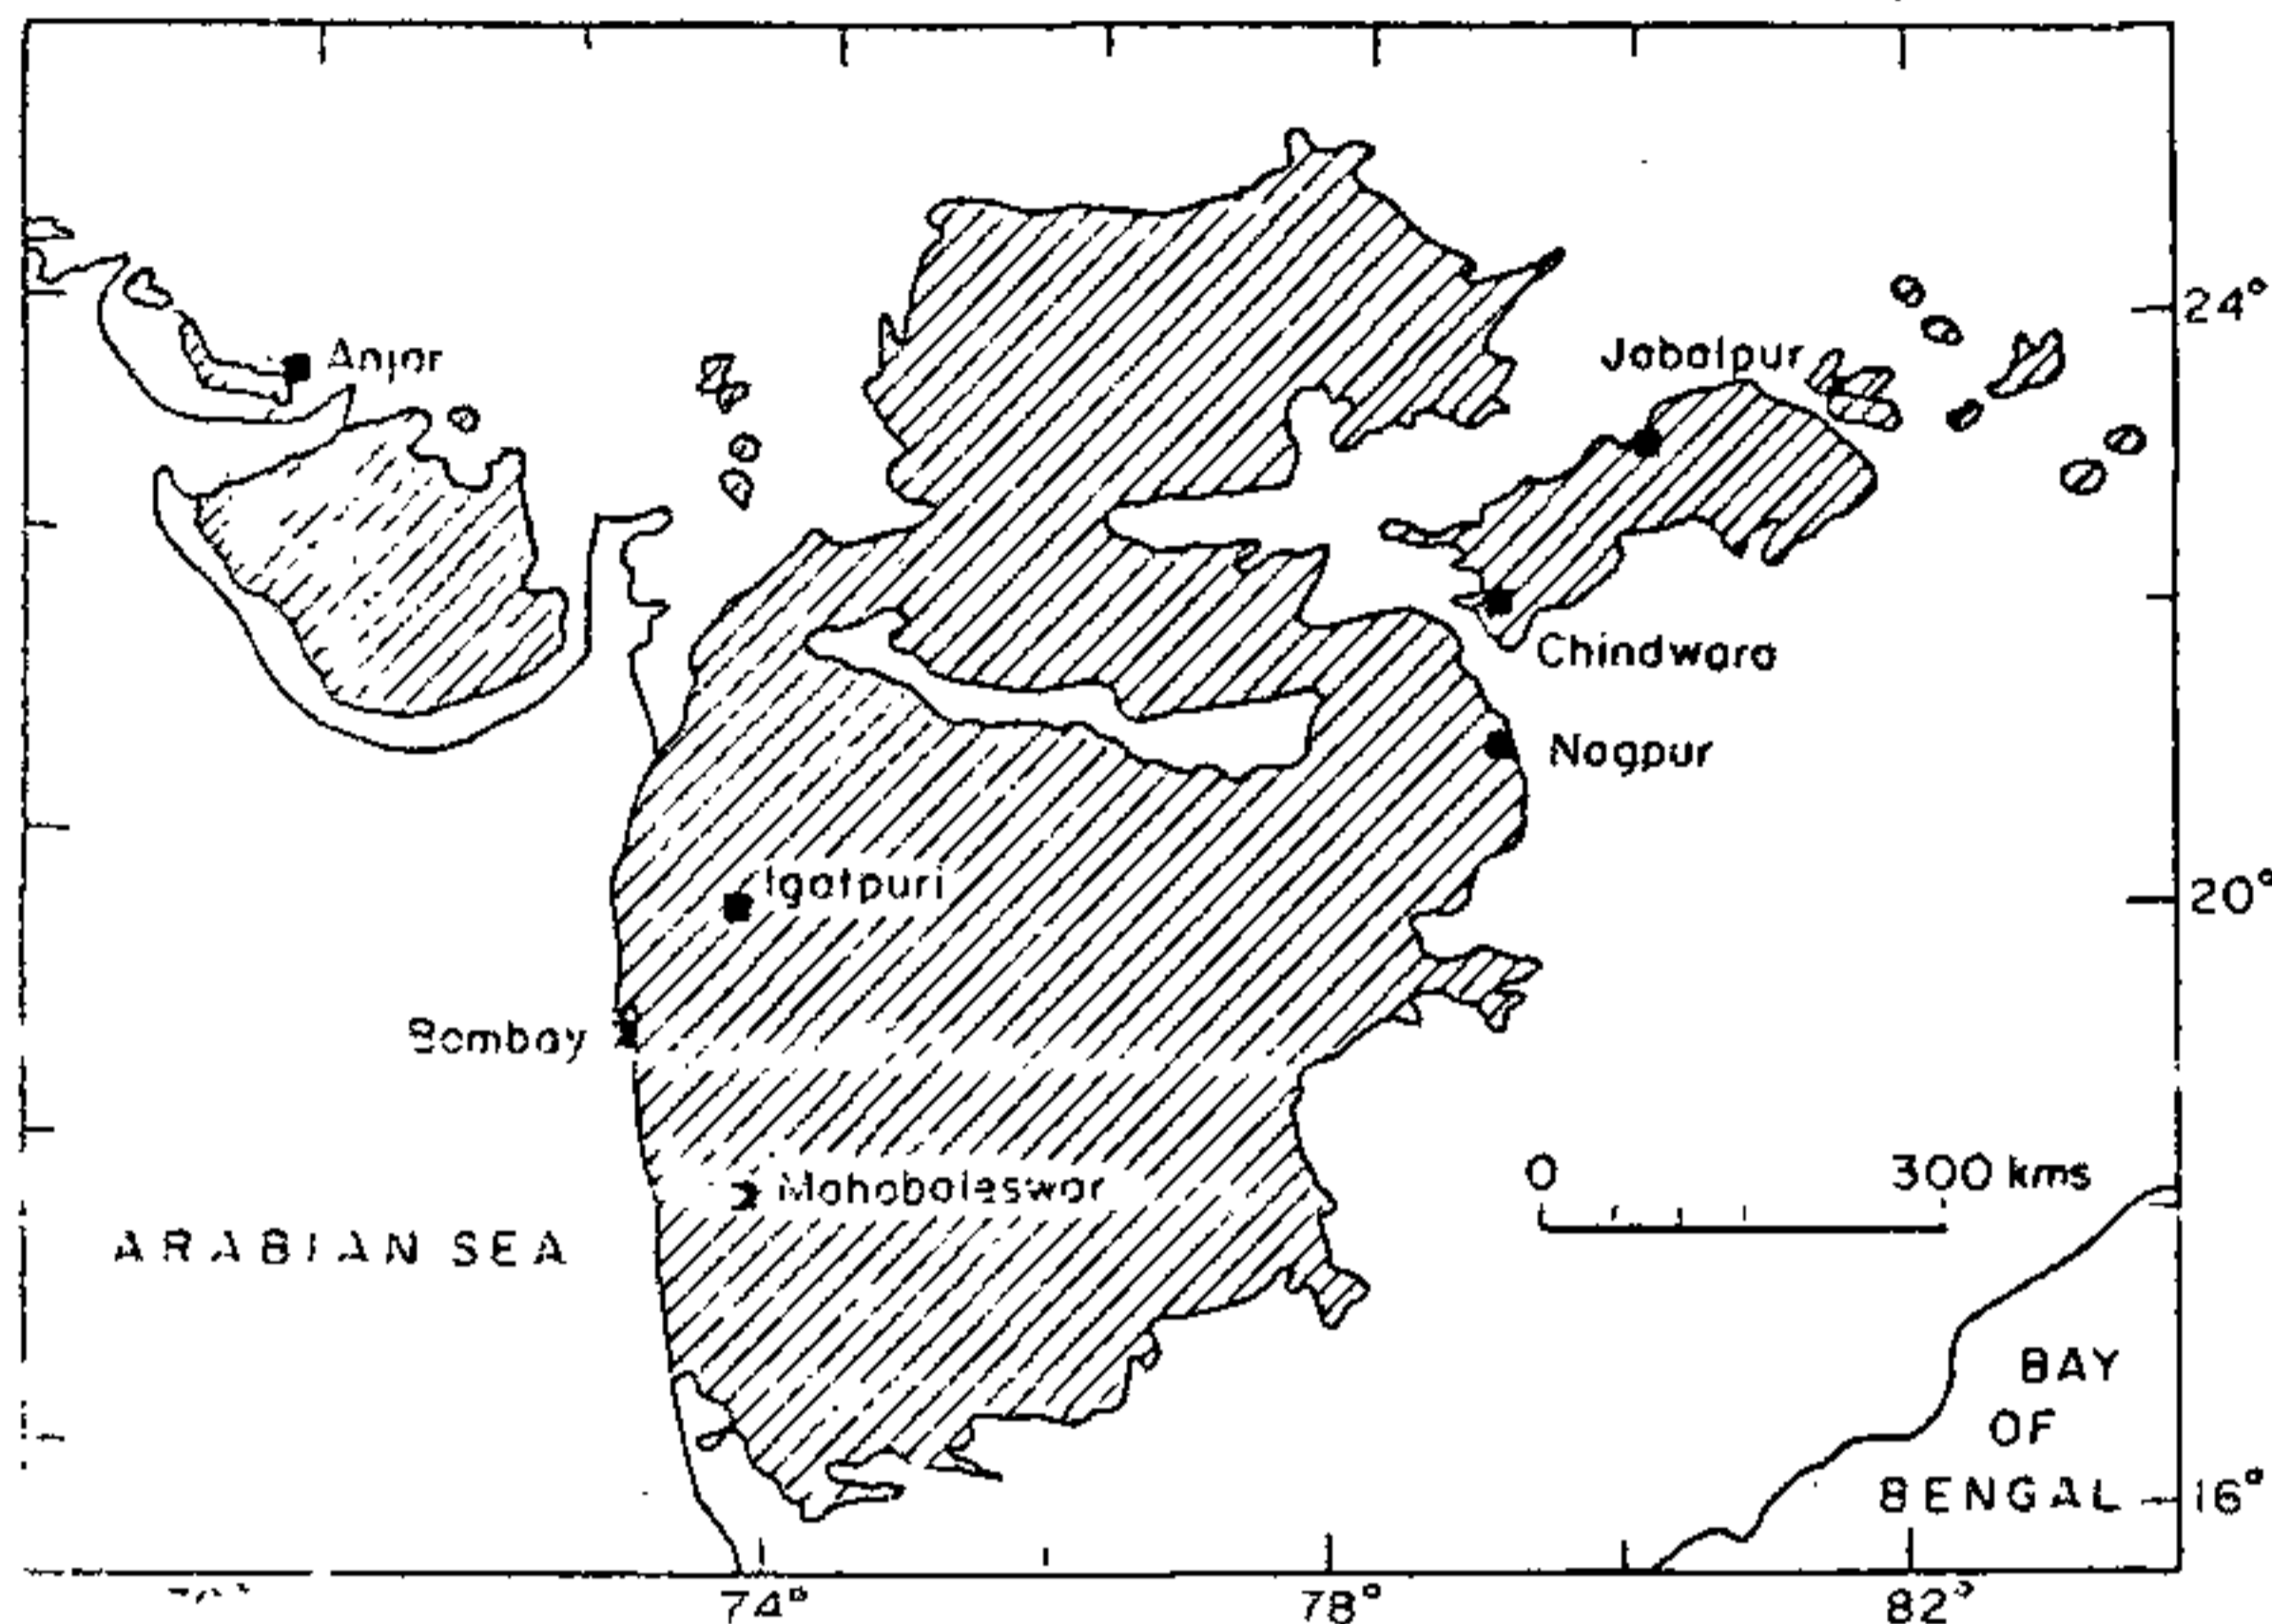 24°
Anjar
Jabalpur
Chindwara
Nagpur
Igatpuri
20°
Bombay
Mahabaleswar
0 300 kms
ARABIAN SEA
BAY
OF
BENGAL
16°
74° 78° 82°